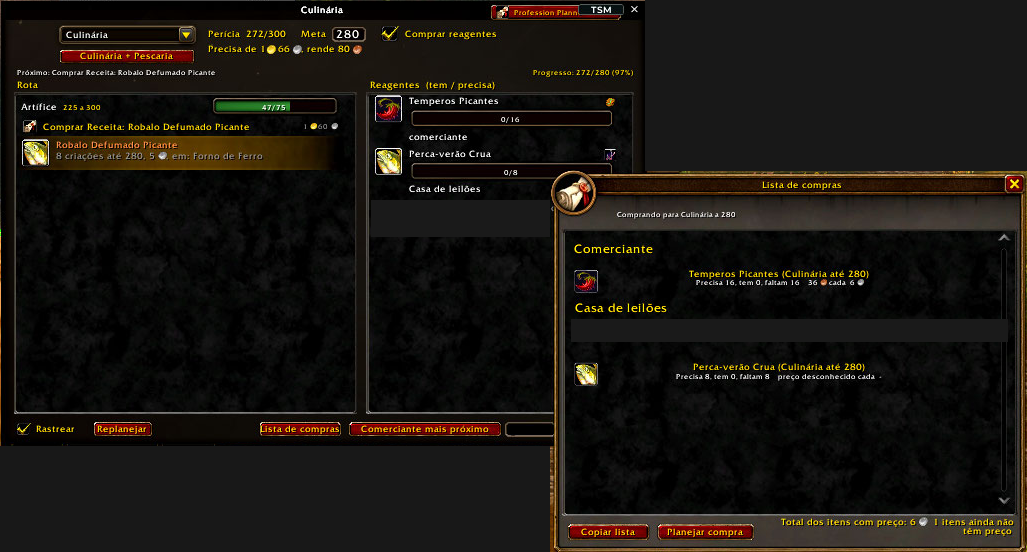 Culinária
Profession Plann
TSM
Culinária
Perícia 272/300 Meta 280
Comprar reagentes
Culinária + Pescaria
Precisa de 1 66 , rende 80
Próximo: Comprar Receita: Robalo Defumado Picante
Progresso: 272/280 (97%)
Rota
Reagentes (tem / precisa)
Artífice 225 a 300
47/75
Comprar Receita: Robalo Defumado Picante
1 60
Robalo Defumado Picante
8 criações até 280, 5 , em: Forno de Ferro
Temperos Picantes
0/16
comerciante
Perca-verão Crua
0/8
Casa de leilões
Rastrear
Replanejar
Lista de compras
Comerciante mais próximo
Lista de compras
Comprando para Culinária a 280
Comerciante
Temperos Picantes (Culinária até 280)
Precisa 16, tem 0, faltam 16 36 cada 6
Casa de leilões
Perca-verão Crua (Culinária até 280)
Precisa 8, tem 0, faltam 8 preço desconhecido cada -
Copiar lista
Planejar compra
Total dos itens com preço: 6 1 itens ainda não
têm preço